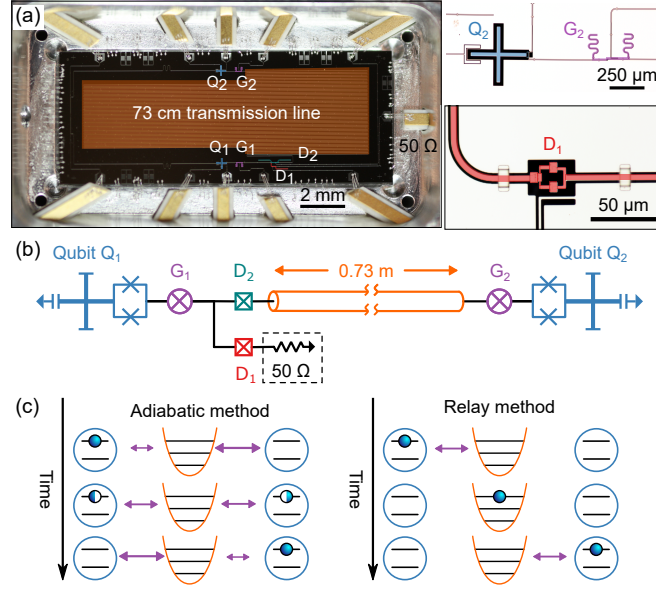 (a)
Q₂ G₂
73 cm transmission line
Q₁ G₁
D₂
D₁
50 Ω
2 mm
Q₂
G₂
250 µm
D₁
50 µm
(b)
Qubit Q₁
G₁
D₂
0.73 m
G₂
Qubit Q₂
D₁
50 Ω
(c)
Adiabatic method
Relay method
Time
Time